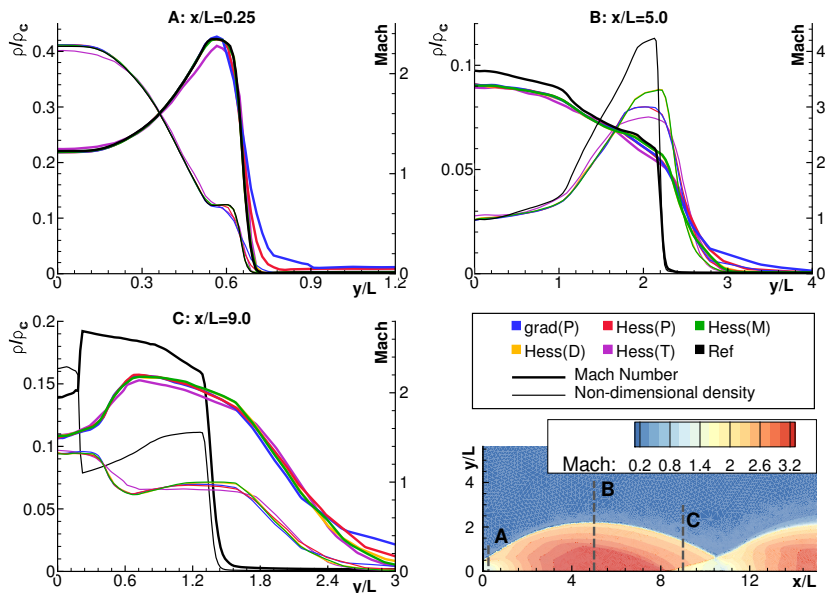 A: x/L=0.25
ρ/ρc
Mach
0.4
0.3
0.2
0.1
0
2
1
0
0.3
0.6
0.9
1.2
y/L
B: x/L=5.0
ρ/ρc
Mach
0.1
0.05
0
4
3
2
1
0
1
2
3
4
y/L
C: x/L=9.0
ρ/ρc
Mach
0.2
0.15
0.1
0.05
0
2
1
0
0
0.6
1.2
1.8
2.4
3
y/L
grad(P) Hess(P) Hess(M)
Hess(D) Hess(T) Ref
Mach Number
Non-dimensional density
Mach: 0.2 0.8 1.4 2 2.6 3.2
y/L
4
2
0
A
B
C
0
4
8
12
x/L